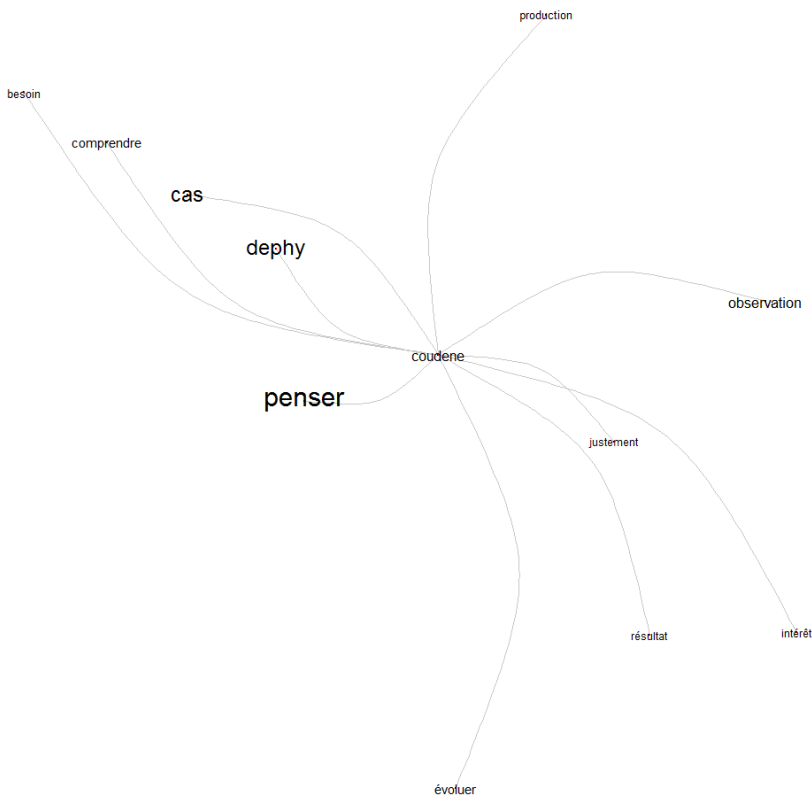 production
besoin
comprendre
cas
dephy
observation
coudene
penser
justement
résultat
intérêt
évoluer